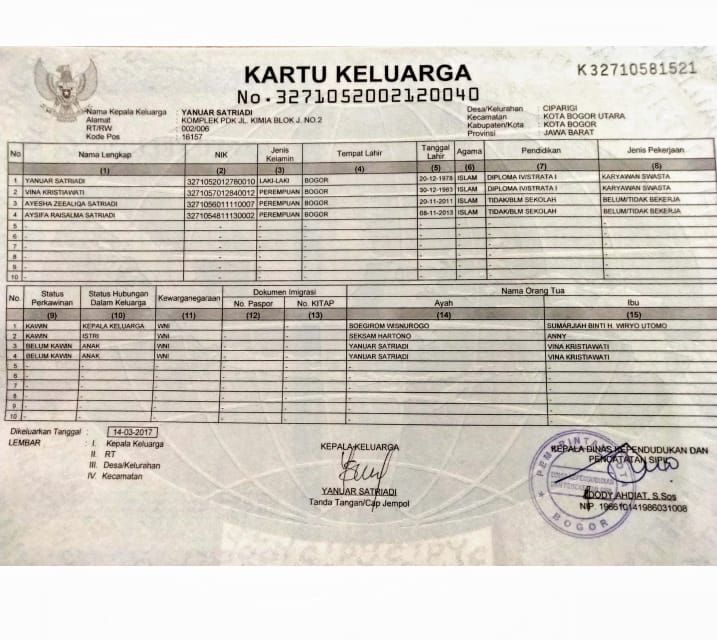 KARTU KELUARGA
No. 3271052002120040
K32710581521
Nama Kepala Keluarga : YANUAR SATRIADI
Alamat : KOMPLEK PDK JL. KIMIA BLOK J. NO.2
RT/RW : 002/006
Kode Pos : 16157
Desa/Kelurahan : CIPARIGI
Kecamatan : KOTA BOGOR UTARA
Kabupaten/Kota : KOTA BOGOR
Provinsi : JAWA BARAT
No Nama Lengkap NIK Jenis Kelamin Tempat Lahir Tanggal Lahir Agama Pendidikan Jenis Pekerjaan
(1) (2) (3) (4) (5) (6) (7) (8)
1 YANUAR SATRIADI 3271052012780010 LAKI-LAKI BOGOR 20-12-1978 ISLAM DIPLOMA IV/STRATA I KARYAWAN SWASTA
2 VINA KRISTIAWATI 3271057012840012 PEREMPUAN BOGOR 30-12-1983 ISLAM DIPLOMA IV/STRATA I KARYAWAN SWASTA
3 AYESHA ZEEALIQA SATRIADI 3271056011110007 PEREMPUAN BOGOR 20-11-2011 ISLAM TIDAK/BLM SEKOLAH BELUM/TIDAK BEKERJA
4 AYSIFA RAISALMA SATRIADI 3271054811130002 PEREMPUAN BOGOR 08-11-2013 ISLAM TIDAK/BLM SEKOLAH BELUM/TIDAK BEKERJA
5 - - - - - - - -
6 - - - - - - - -
7 - - - - - - - -
8 - - - - - - - -
9 - - - - - - - -
10 - - - - - - - -
No. Status Perkawinan Status Hubungan Dalam Keluarga Kewarganegaraan Dokumen Imigrasi Nama Orang Tua
No. Paspor No. KITAP Ayah Ibu
(9) (10) (11) (12) (13) (14) (15)
1 KAWIN KEPALA KELUARGA WNI - - SOEGIROM WISNUROGO SUMARJIAH BINTI H. WIRYO UTOMO
2 KAWIN ISTRI WNI - - SEKSAM HARTONO ANNY
3 BELUM KAWIN ANAK WNI - - YANUAR SATRIADI VINA KRISTIAWATI
4 BELUM KAWIN ANAK WNI - - YANUAR SATRIADI VINA KRISTIAWATI
5 - - - - - - -
6 - - - - - - -
7 - - - - - - -
8 - - - - - - -
9 - - - - - - -
10 - - - - - - -
Dikeluarkan Tanggal : 14-03-2017
LEMBAR : I. Kepala Keluarga
II. RT
III. Desa/Kelurahan
IV. Kecamatan
KEPALA KELUARGA
YANUAR SATRIADI
Tanda Tangan/Cap Jempol
KEPALA DINAS KEPENDUDUKAN DAN
PENCATATAN SIPIL
DODY AHDIAT, S.Sos
NIP. 196610141986031008
PEMERINTAH KOTA
BOGOR